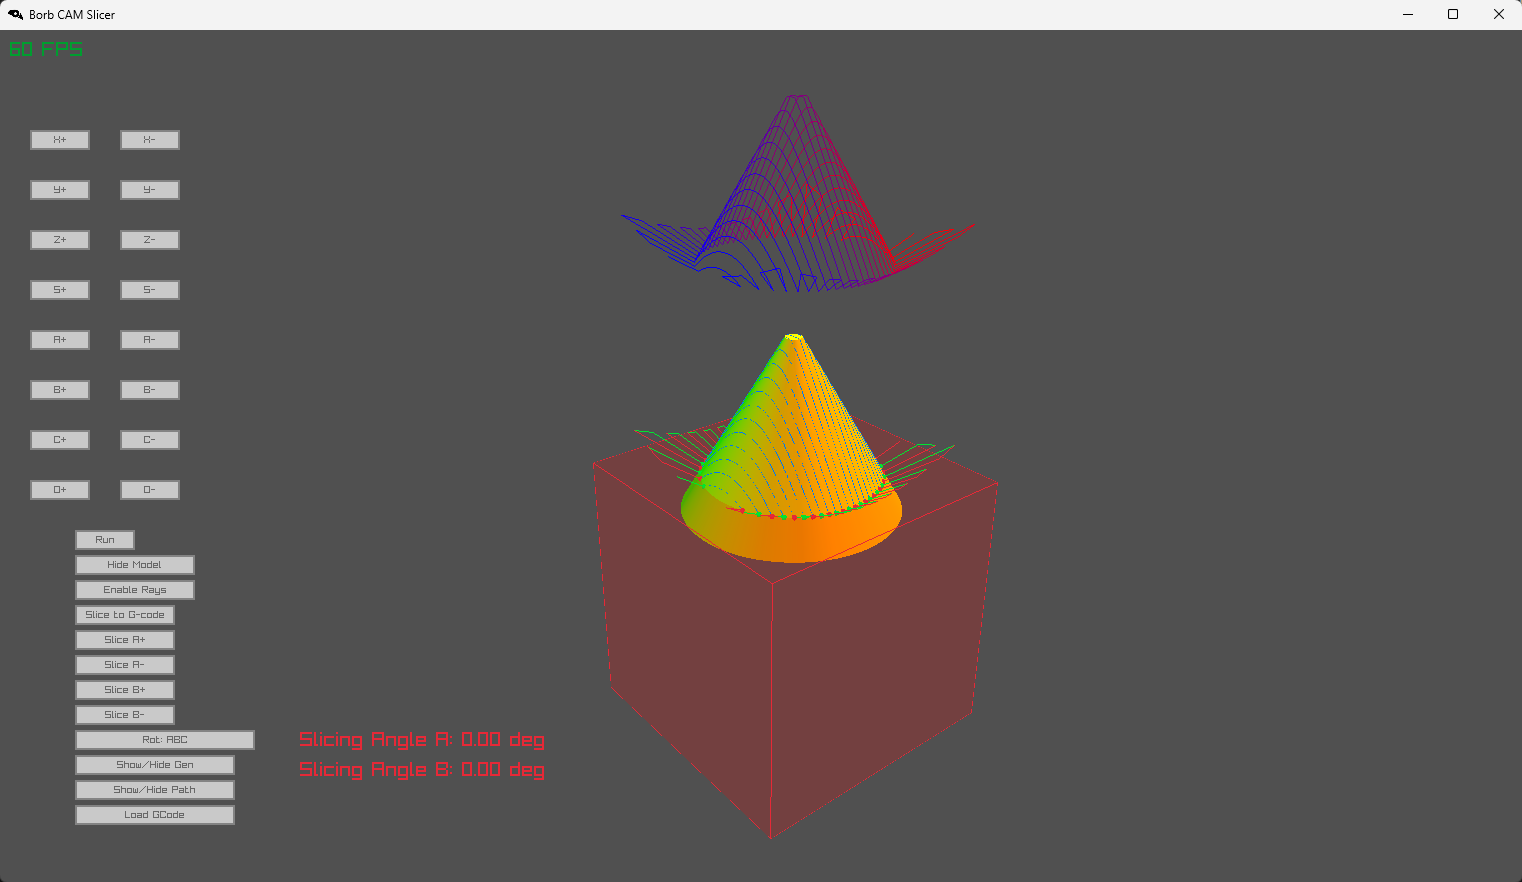 Borb CAM Slicer
60 FPS
X+ X-
Y+ Y-
Z+ Z-
S+ S-
A+ A-
B+ B-
C+ C-
D+ D-
Run
Hide Model
Enable Rays
Slice to G-code
Slice A+
Slice A-
Slice B+
Slice B-
Rot: ABC
Slicing Angle A: 0.00 deg
Show/Hide Gen
Slicing Angle B: 0.00 deg
Show/Hide Path
Load GCode